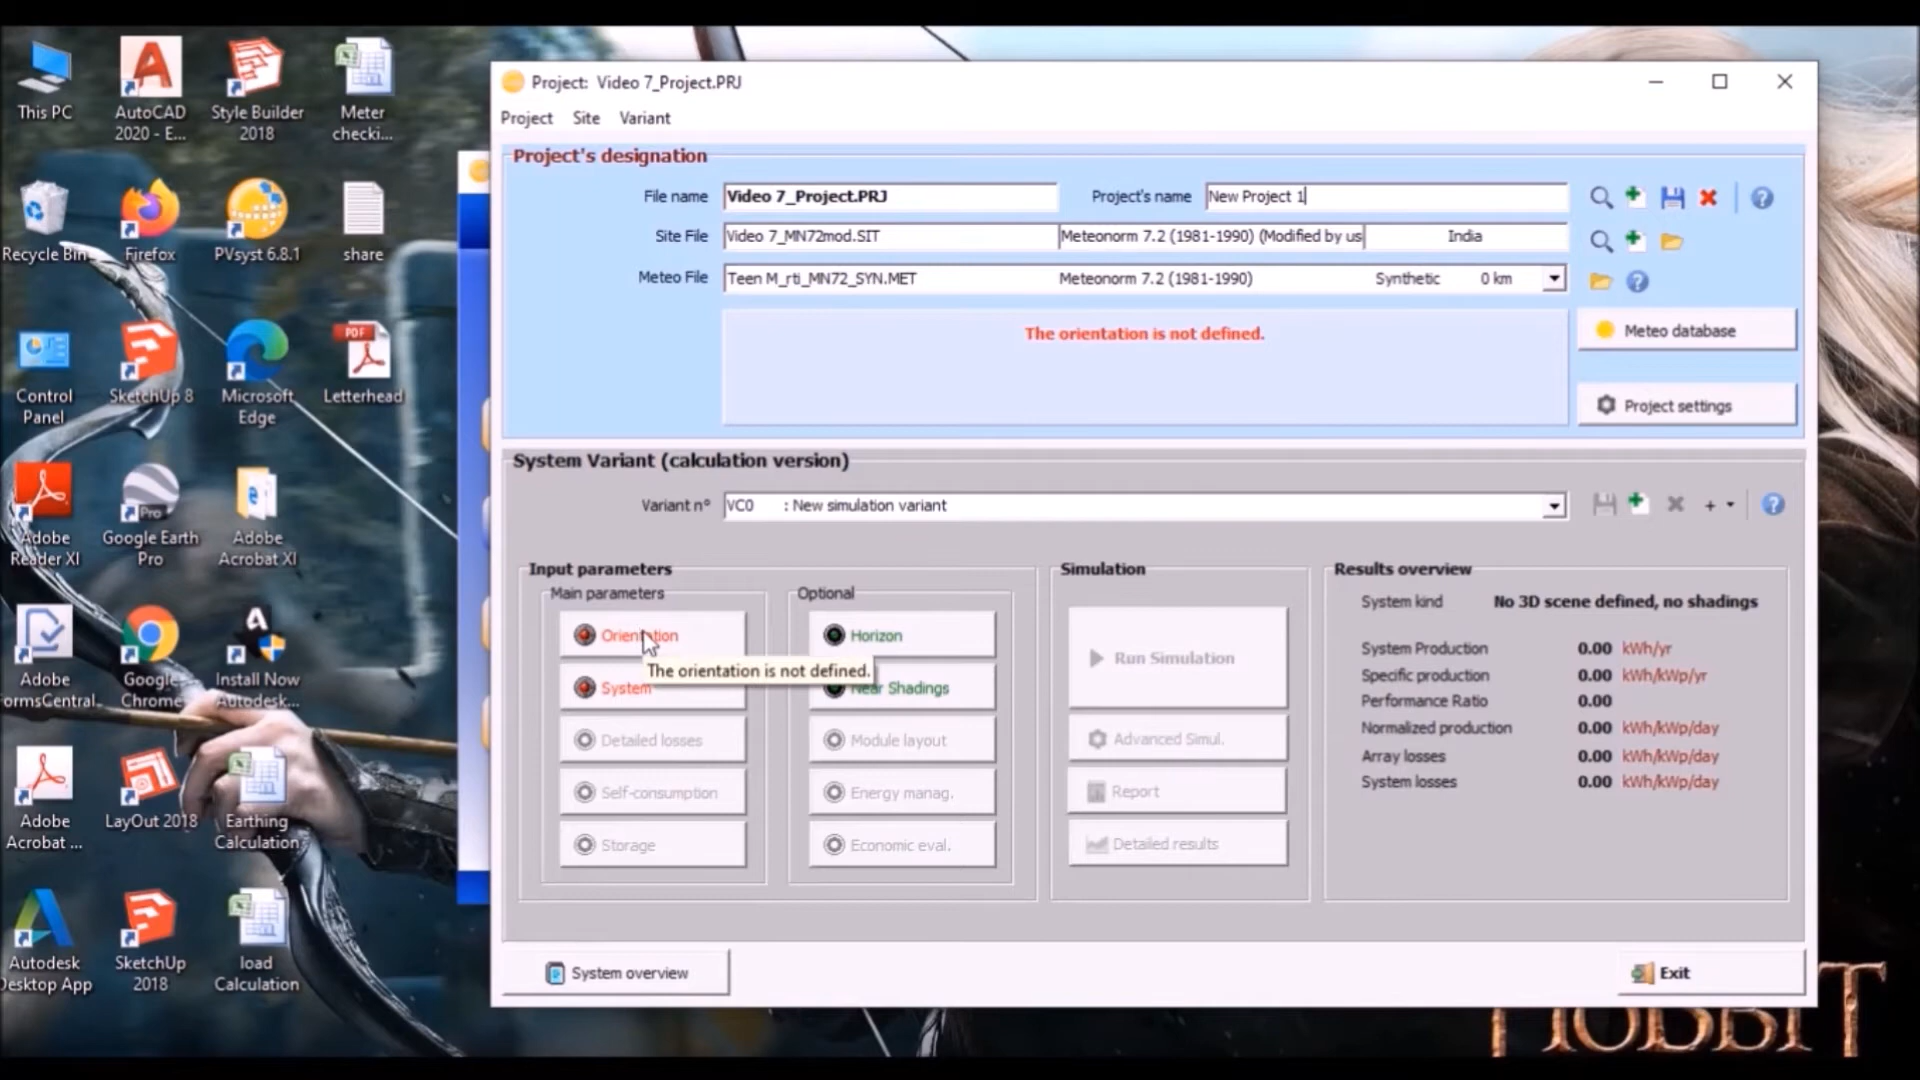 This PC
AutoCAD
2020 - E...
Style Builder
2018
Meter
checki...
Recycle Bin
Firefox
PVsyst 6.8.1
share
Control
Panel
SketchUp 8
Microsoft
Edge
PDF
Letterhead
Adobe
Reader XI
Pro
Google Earth
Pro
Adobe
Acrobat XI
Adobe
ormsCentral...
Google
Chrome
Install Now
Autodesk...
Adobe
Acrobat ...
LayOut 2018
Earthing
Calculation
Autodesk
Desktop App
SketchUp
2018
load
Calculation
Project: Video 7_Project.PRJ
Project Site Variant
Project's designation
File name Video 7_Project.PRJ Project's name New Project 1
Site File Video 7_MN72mod.SIT Meteonorm 7.2 (1981-1990) (Modified by us India
Meteo File Teen M_rti_MN72_SYN.MET Meteonorm 7.2 (1981-1990) Synthetic 0 km
The orientation is not defined.
Meteo database
Project settings
System Variant (calculation version)
Variant n° VC0 : New simulation variant
Input parameters
Main parameters
Orientation
The orientation is not defined.
System
Detailed losses
Self-consumption
Storage
Optional
Horizon
Near Shadings
Module layout
Energy manag.
Economic eval.
Simulation
Run Simulation
Advanced Simul.
Report
Detailed results
Results overview
System kind No 3D scene defined, no shadings
System Production 0.00 kWh/yr
Specific production 0.00 kWh/kWp/yr
Performance Ratio 0.00
Normalized production 0.00 kWh/kWp/day
Array losses 0.00 kWh/kWp/day
System losses 0.00 kWh/kWp/day
System overview
Exit
HOBBIT